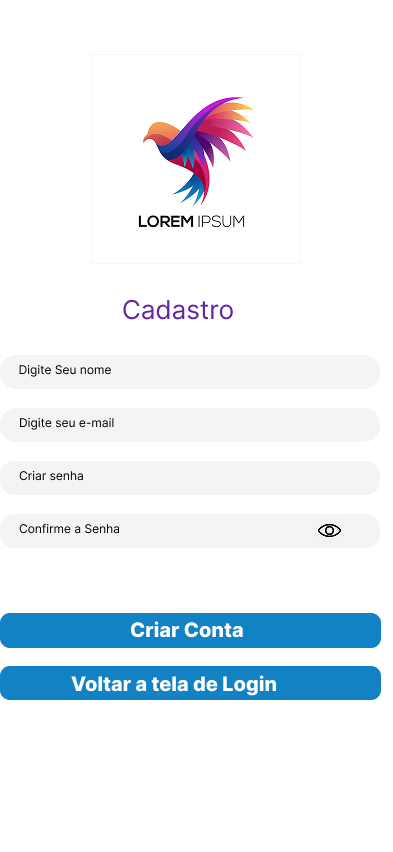 LOREM IPSUM
Cadastro
Digite Seu nome
Digite seu e-mail
Criar senha
Confirme a Senha
Criar Conta
Voltar a tela de Login